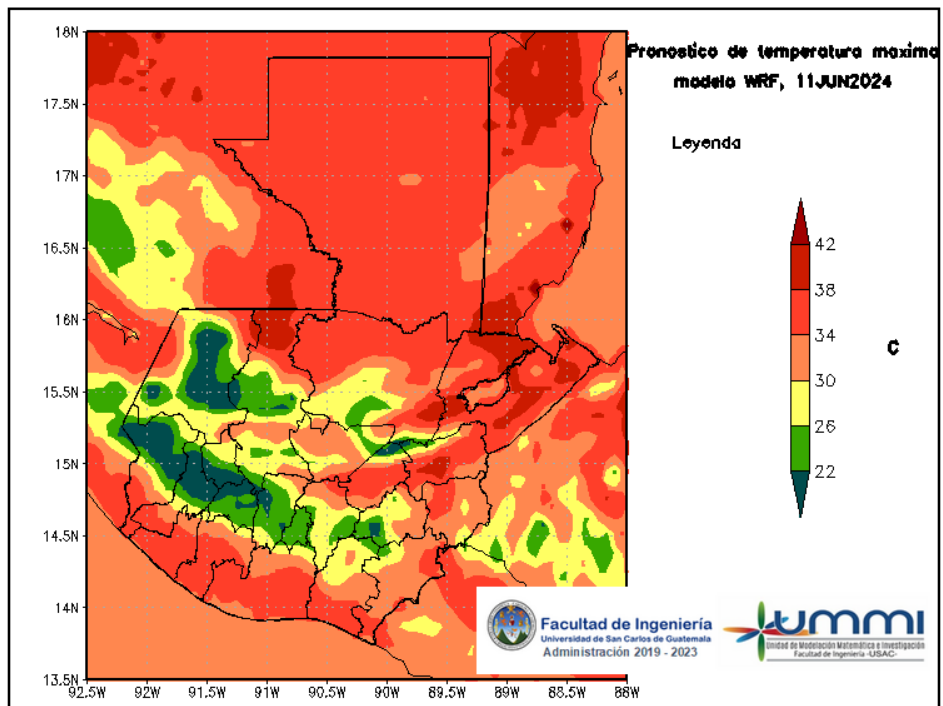 Pronostico de temperatura maxima
modelo WRF, 11JUN2024
Leyenda
18N
17.5N
17N
16.5N
16N
15.5N
15N
14.5N
14N
13.5N
92.5W 92W 91.5W 91W 90.5W 90W 89.5W 89W 88.5W 88W
42
38
34
30
26
22
C
Facultad de Ingeniería
Universidad de San Carlos de Guatemala
Administración 2019 - 2023
UMMI
Unidad de Modelación Matemática e Investigación
Facultad de Ingeniería -USAC-